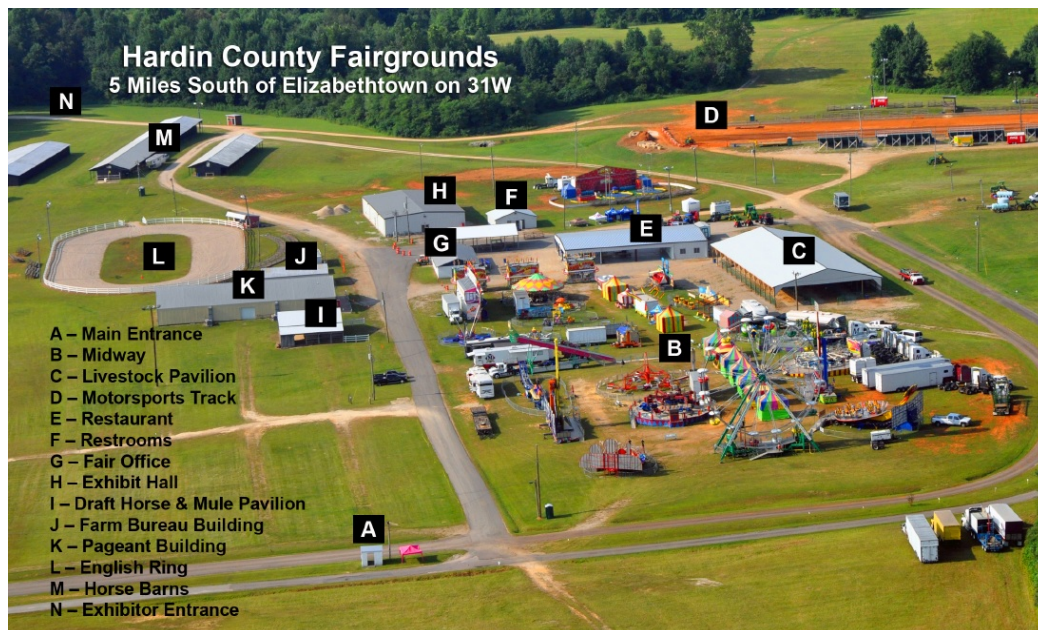 Hardin County Fairgrounds
5 Miles South of Elizabethtown on 31W
N
M
D
H
F
E
G
C
L
J
K
I
B
A
A – Main Entrance
B – Midway
C – Livestock Pavilion
D – Motorsports Track
E – Restaurant
F – Restrooms
G – Fair Office
H – Exhibit Hall
I – Draft Horse & Mule Pavilion
J – Farm Bureau Building
K – Pageant Building
L – English Ring
M – Horse Barns
N – Exhibitor Entrance